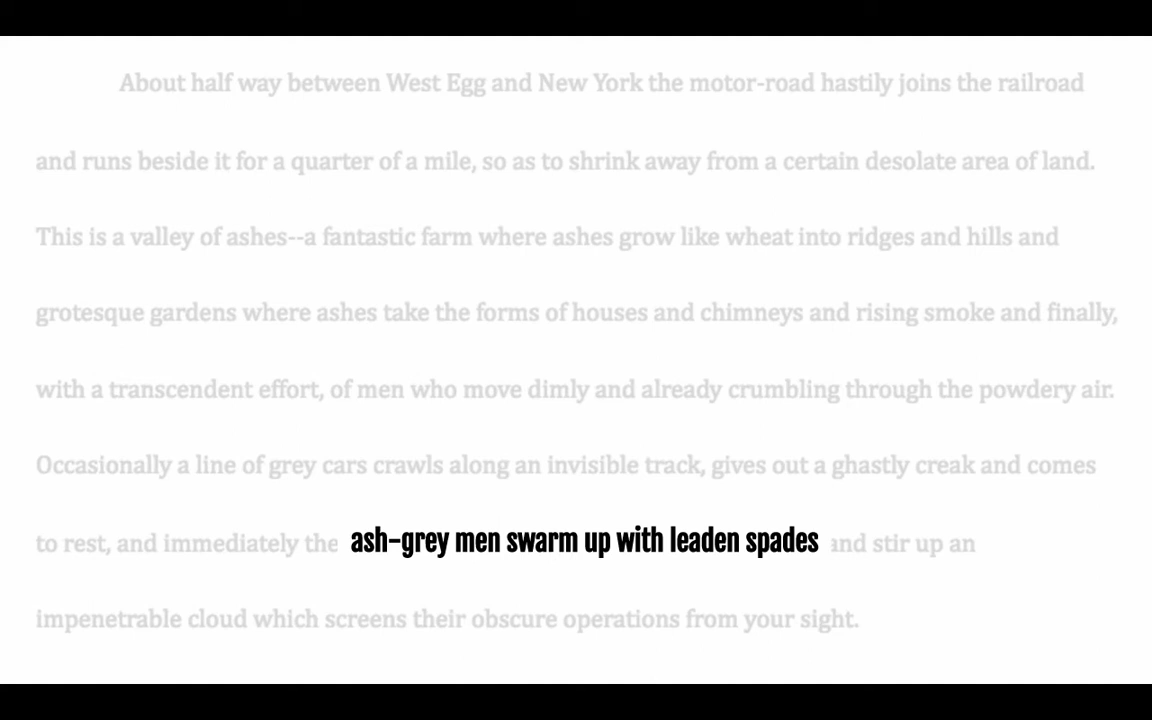 About half way between West Egg and New York the motor-road hastily joins the railroad
and runs beside it for a quarter of a mile, so as to shrink away from a certain desolate area of land.
This is a valley of ashes--a fantastic farm where ashes grow like wheat into ridges and hills and
grotesque gardens where ashes take the forms of houses and chimneys and rising smoke and finally,
with a transcendent effort, of men who move dimly and already crumbling through the powdery air.
Occasionally a line of grey cars crawls along an invisible track, gives out a ghastly creak and comes
to rest, and immediately the ash-grey men swarm up with leaden spades and stir up an
impenetrable cloud which screens their obscure operations from your sight.